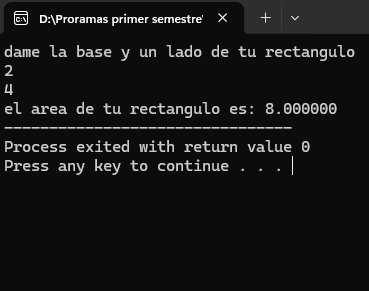 D:\Proramas primer semestre\
dame la base y un lado de tu rectangulo
2
4
el area de tu rectangulo es: 8.000000
--------------------------------
Process exited with return value 0
Press any key to continue . . .